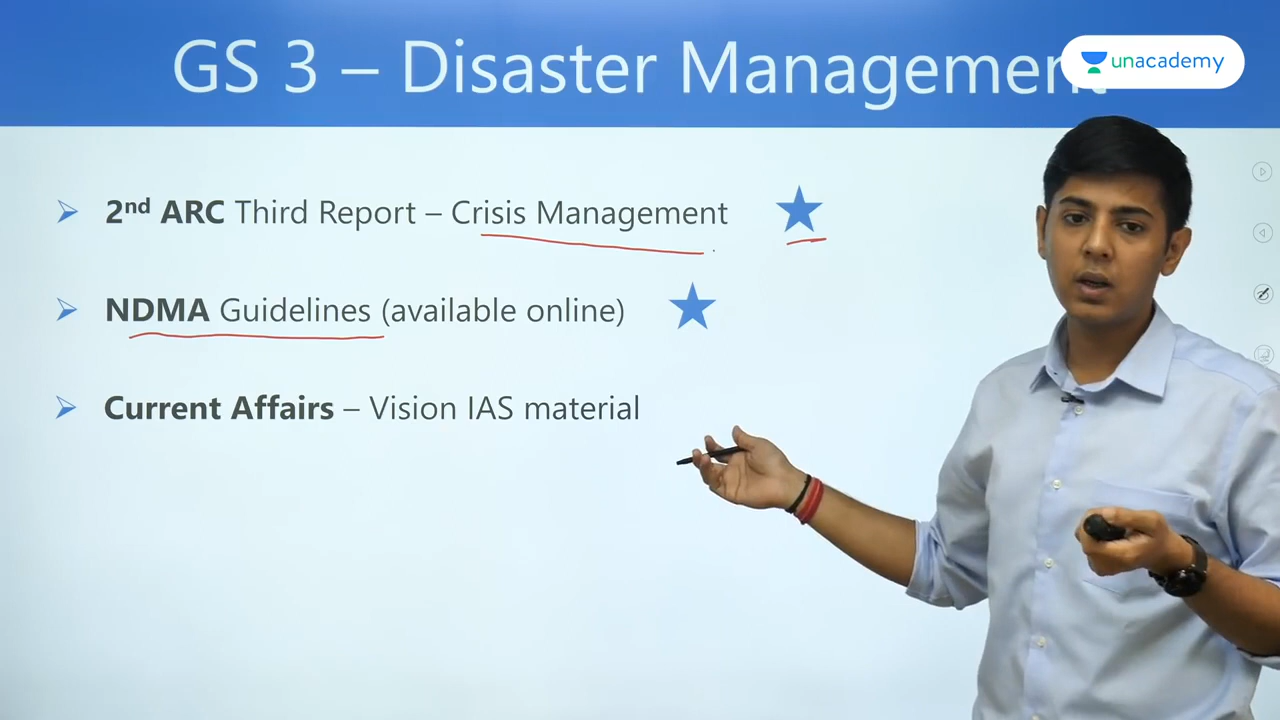 GS 3 – Disaster Management
unacademy
2nd ARC Third Report – Crisis Management
NDMA Guidelines (available online)
Current Affairs – Vision IAS material